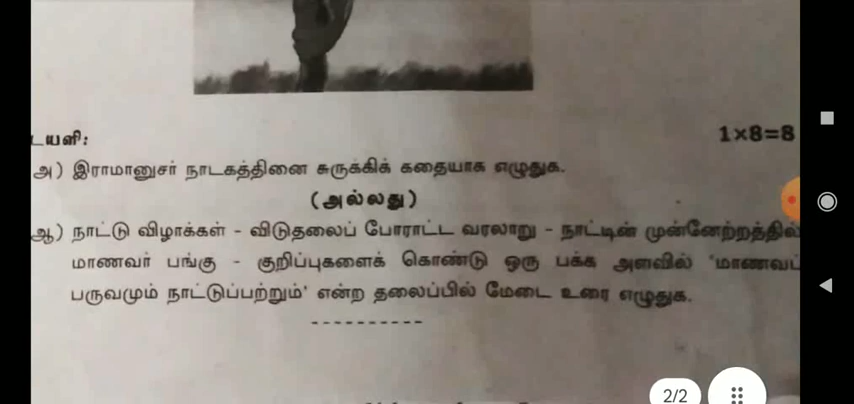 டயளி:
1×8=8
அ) இராமானுசர் நாடகத்தினை சுருக்கிக் கதையாக எழுதுக.
(அல்லது)
ஆ) நாட்டு விழாக்கள் - விடுதலைப் போராட்ட வரலாறு - நாட்டின் முன்னேற்றத்தில்
மாணவர் பங்கு - குறிப்புகளைக் கொண்டு ஒரு பக்க அளவில் 'மாணவப்
பருவமும் நாட்டுப்பற்றும்' என்ற தலைப்பில் மேடை உரை எழுதுக.
----------
2/2